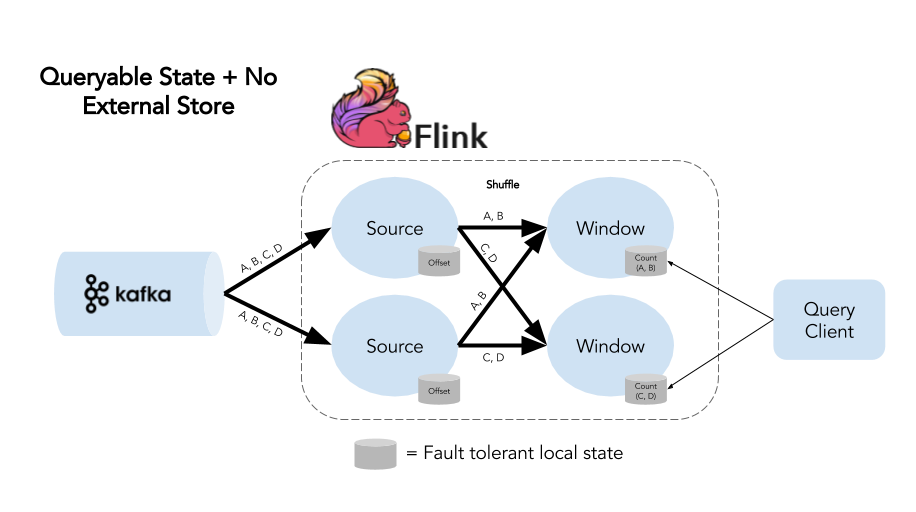 Queryable State + No
External Store
Flink
Shuffle
A, B, C, D
A, B, C, D
kafka
Source
Offset
Source
Offset
A, B
C, D
A, B
C, D
Window
Count
(A, B)
Window
Count
(C, D)
Query
Client
= Fault tolerant local state